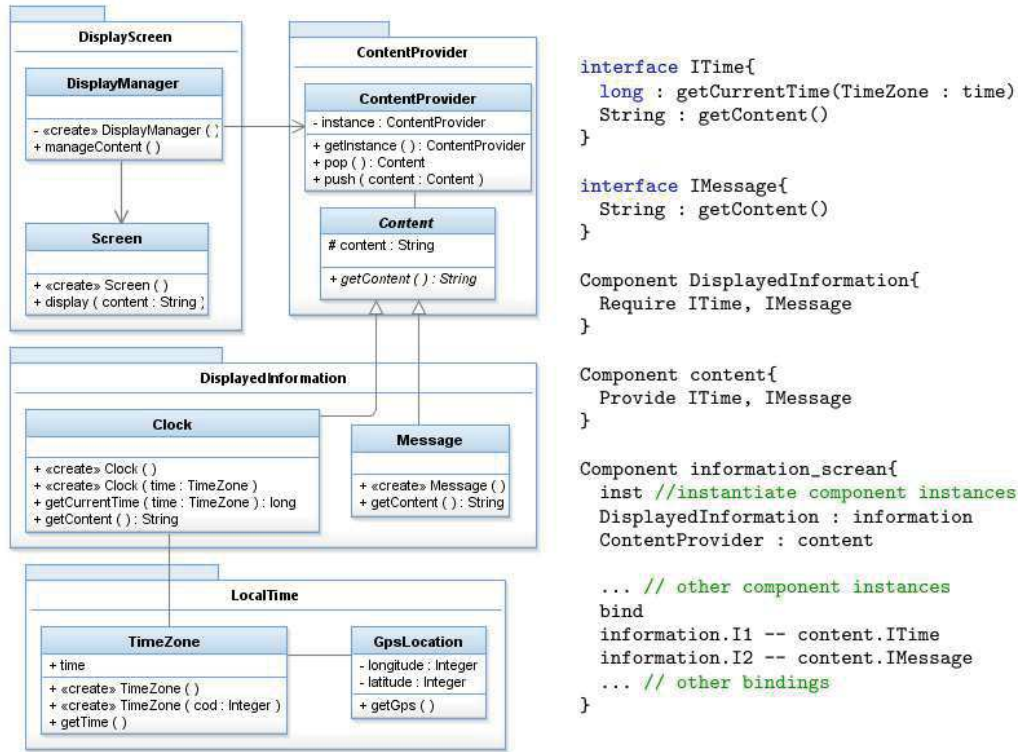 DisplayScreen
DisplayManager
- «create» DisplayManager ( )
+ manageContent ( )
Screen
+ «create» Screen ( )
+ display ( content : String )
ContentProvider
ContentProvider
- instance : ContentProvider
+ getInstance ( ) : ContentProvider
+ pop ( ) : Content
+ push ( content : Content )
Content
# content : String
+ getContent ( ) : String
DisplayedInformation
Clock
+ «create» Clock ( )
+ «create» Clock ( time : TimeZone )
+ getCurrentTime ( time : TimeZone ) : long
+ getContent ( ) : String
Message
+ «create» Message ( )
+ getContent ( ) : String
LocalTime
TimeZone
+ time
+ «create» TimeZone ( )
+ «create» TimeZone ( cod : Integer )
+ getTime ( )
GpsLocation
- longitude : Integer
- latitude : Integer
+ getGps ( )
interface ITime{
long : getCurrentTime(TimeZone : time)
String : getContent()
}
interface IMessage{
String : getContent()
}
Component DisplayedInformation{
Require ITime, IMessage
}
Component content{
Provide ITime, IMessage
}
Component information_screan{
inst //instantiate component instances
DisplayedInformation : information
ContentProvider : content
... // other component instances
bind
information.I1 -- content.ITime
information.I2 -- content.IMessage
... // other bindings
}